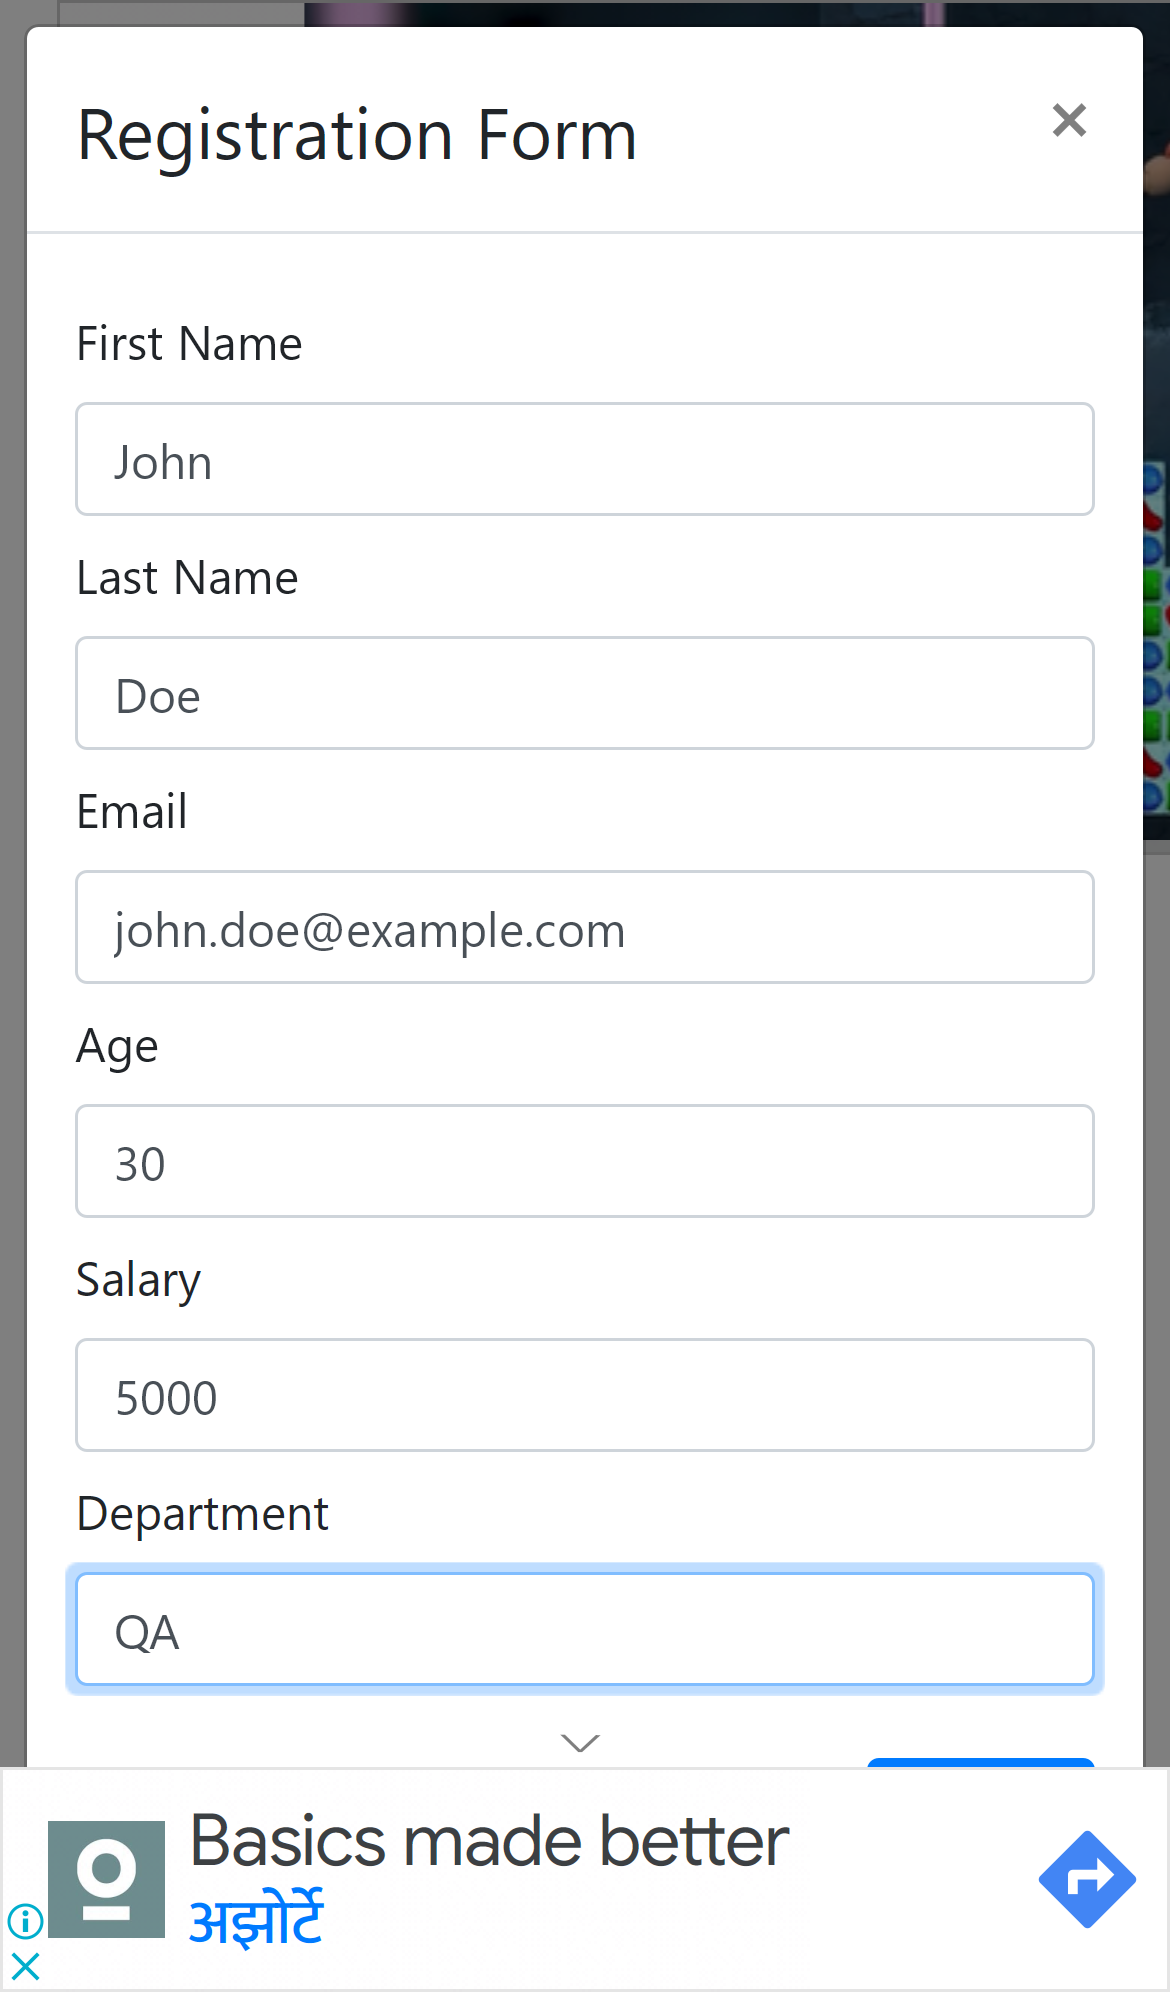 Registration Form
×
First Name
John
Last Name
Doe
Email
john.doe@example.com
Age
30
Salary
5000
Department
QA
Basics made better
अझोर्टे